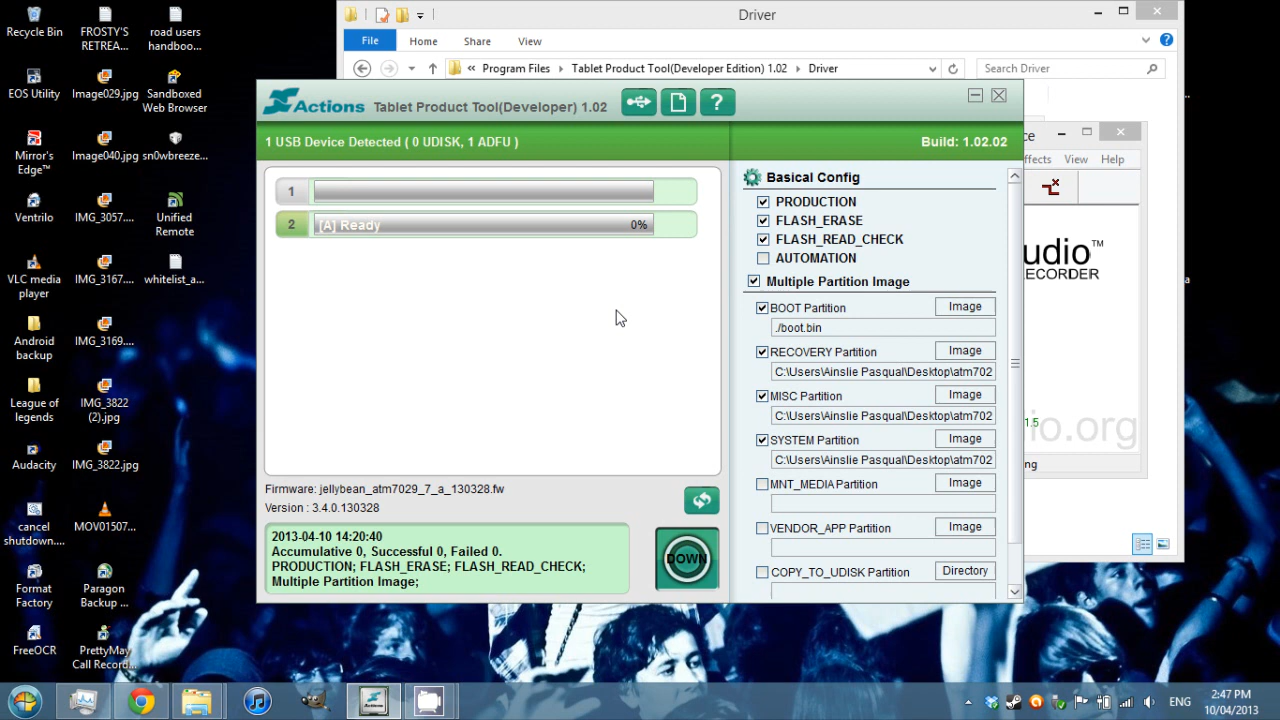 Recycle Bin
FROSTY'S RETREA...
road users handboo...
EOS Utility
Image029.jpg
Sandboxed Web Browser
Mirror's Edge™
Image040.jpg
sn0wbreeze...
Ventrilo
IMG_3057....
Unified Remote
VLC media player
IMG_3167....
whitelist_a...
Android backup
IMG_3169....
League of legends
IMG_3822 (2).jpg
Audacity
IMG_3822.jpg
cancel shutdown....
MOV01507...
Format Factory
Paragon Backup ...
FreeOCR
PrettyMay Call Record...
Driver
File
Home
Share
View
« Program Files
Tablet Product Tool(Developer Edition) 1.02
Driver
Search Driver
Actions
Tablet Product Tool(Developer) 1.02
?
1 USB Device Detected ( 0 UDISK, 1 ADFU )
Build: 1.02.02
1
2
[A] Ready
0%
Firmware: jellybean_atm7029_7_a_130328.fw
Version : 3.4.0.130328
2013-04-10 14:20:40
Accumulative 0, Successful 0, Failed 0.
PRODUCTION; FLASH_ERASE; FLASH_READ_CHECK;
Multiple Partition Image;
DOWN
Basical Config
PRODUCTION
FLASH_ERASE
FLASH_READ_CHECK
AUTOMATION
Multiple Partition Image
BOOT Partition
Image
./boot.bin
RECOVERY Partition
Image
C:\Users\Ainslie Pasqual\Desktop\atm702
MISC Partition
Image
C:\Users\Ainslie Pasqual\Desktop\atm702
SYSTEM Partition
Image
C:\Users\Ainslie Pasqual\Desktop\atm702
MNT_MEDIA Partition
Image
VENDOR_APP Partition
Image
COPY_TO_UDISK Partition
Directory
ce
ffects
View
Help
udio™
RECORDER
1.5
io.org
ng
ENG
2:47 PM
10/04/2013